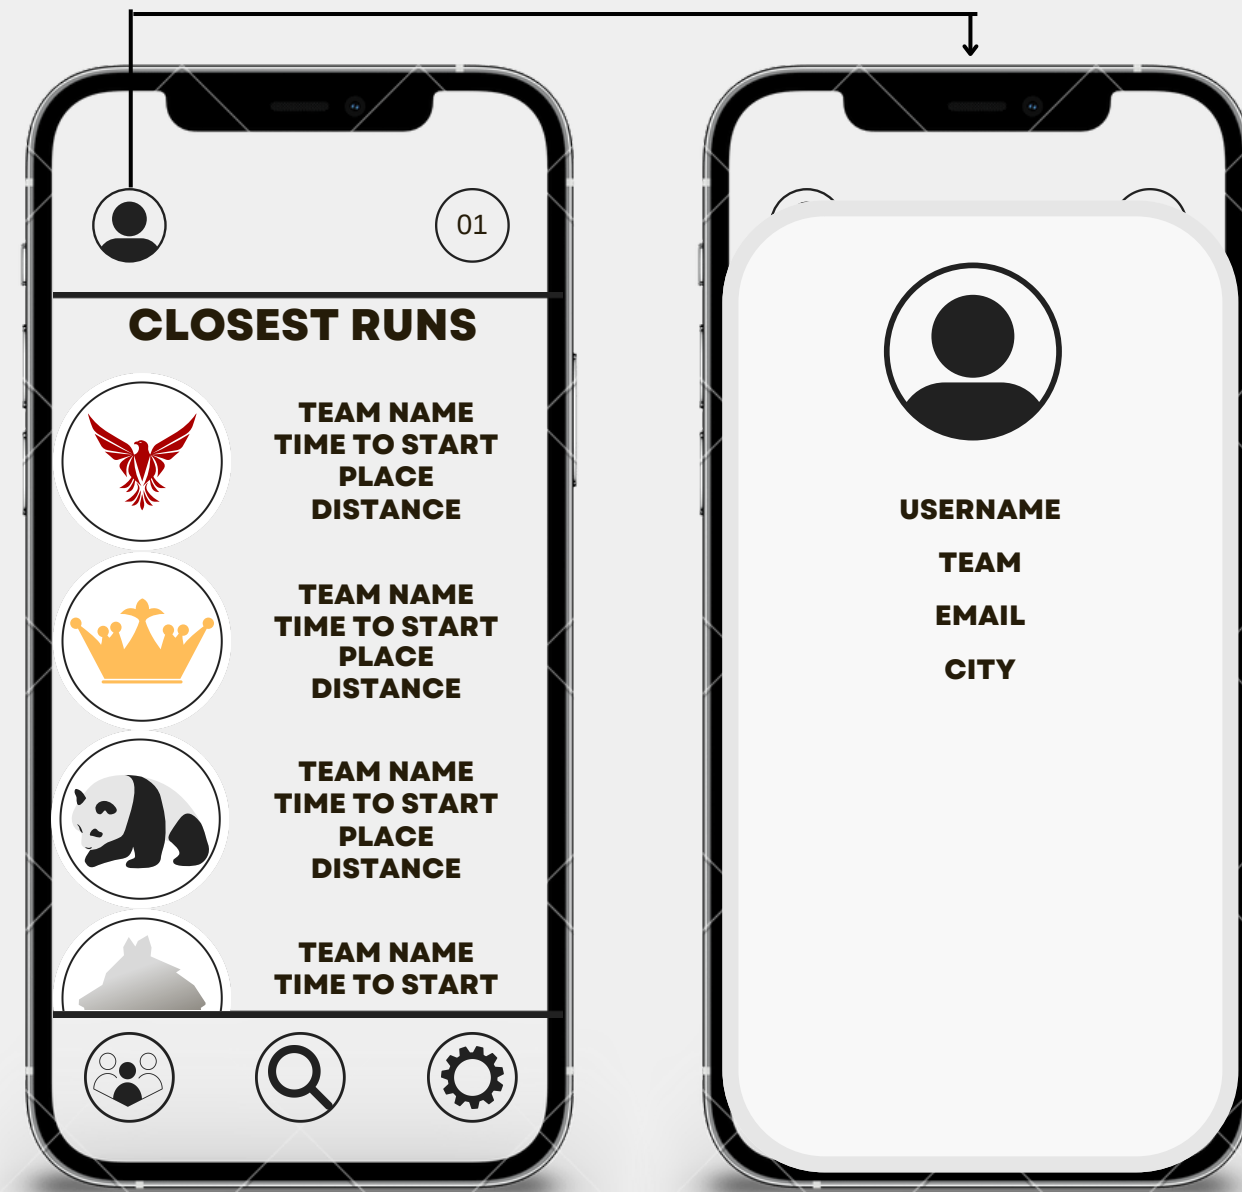 01
CLOSEST RUNS
TEAM NAME
TIME TO START
PLACE
DISTANCE
TEAM NAME
TIME TO START
PLACE
DISTANCE
TEAM NAME
TIME TO START
PLACE
DISTANCE
TEAM NAME
TIME TO START
USERNAME
TEAM
EMAIL
CITY